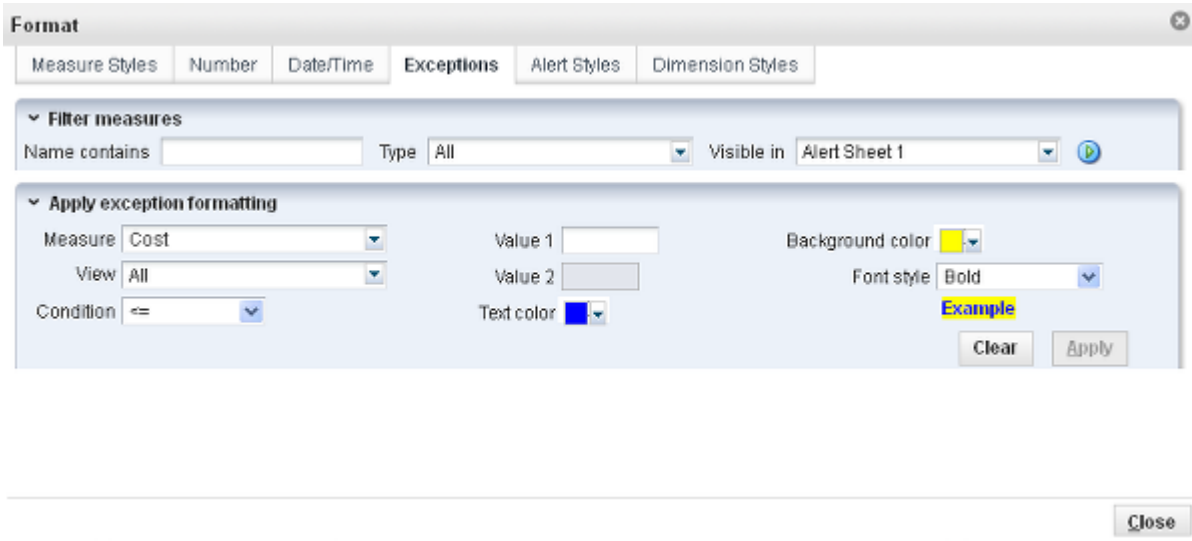 Format
Measure Styles Number Date/Time Exceptions Alert Styles Dimension Styles
Filter measures
Name contains Type All Visible in Alert Sheet 1
Apply exception formatting
Measure Cost Value 1 Background color
View All Value 2 Font style Bold
Condition <= Text color Example
Clear Apply
Close